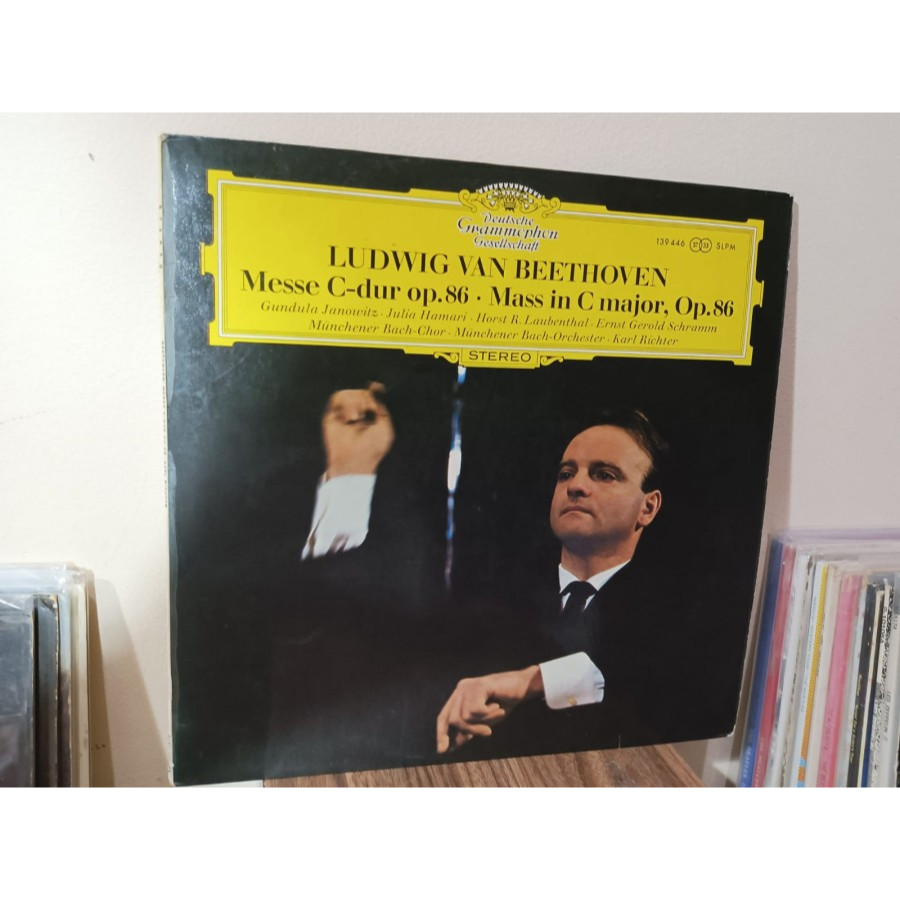 Deutsche
Grammophon
Gesellschaft
139 446 SLPM
LUDWIG VAN BEETHOVEN
Messe C-dur op. 86 · Mass in C major, Op. 86
Gundula Janowitz · Julia Hamari · Horst R. Laubenthal · Ernst Gerold Schramm
Münchener Bach-Chor · Münchener Bach-Orchester · Karl Richter
STEREO